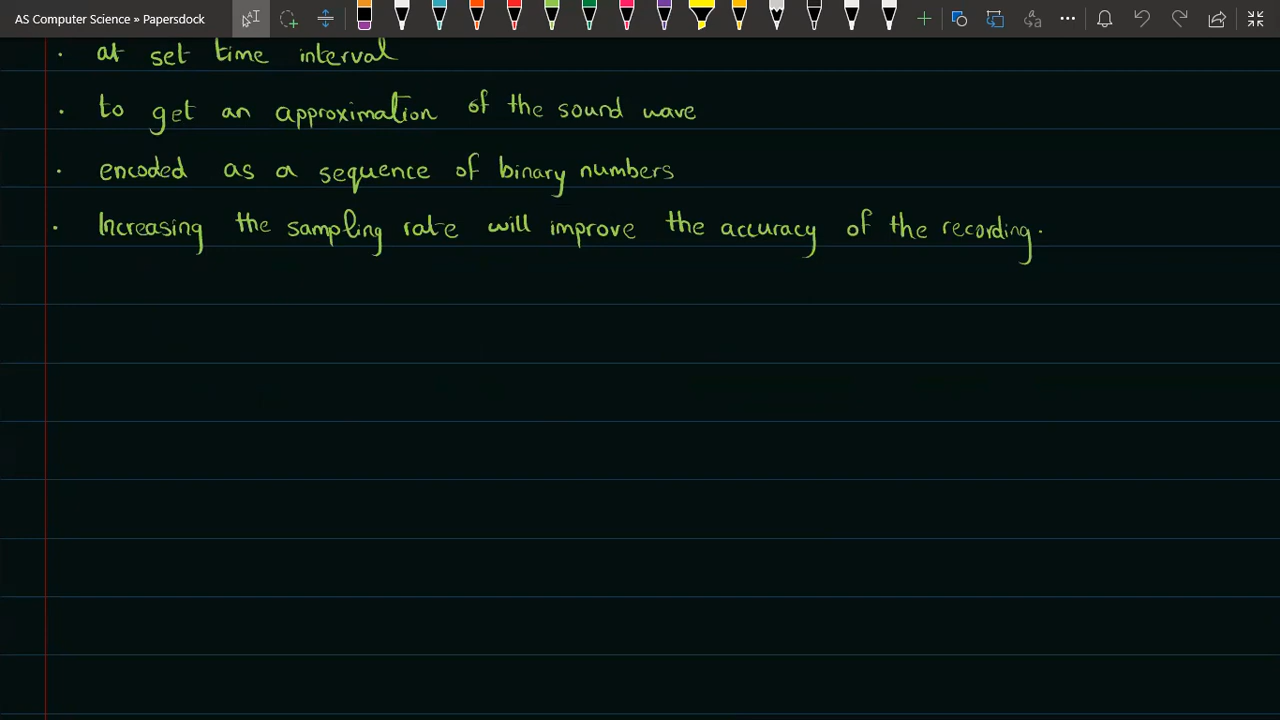 AS Computer Science » Papersdock
· at set time interval
· to get an approximation of the sound wave
· encoded as a sequence of binary numbers
· Increasing the sampling rate will improve the accuracy of the recording.